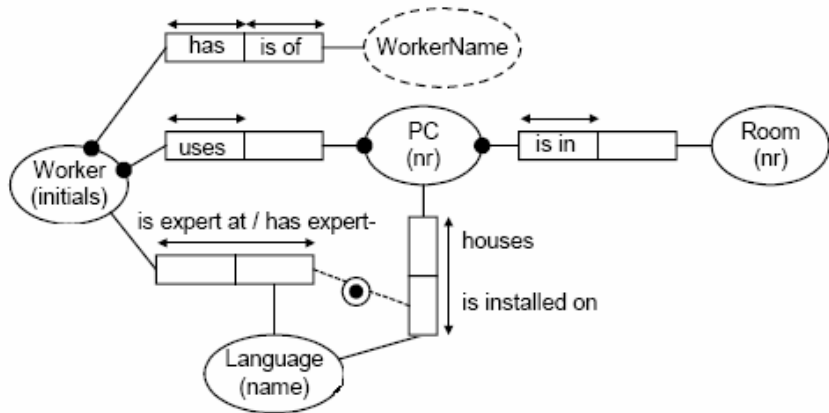 has
is of
WorkerName
Worker
(initials)
uses
PC
(nr)
is in
Room
(nr)
is expert at / has expert-
houses
is installed on
Language
(name)